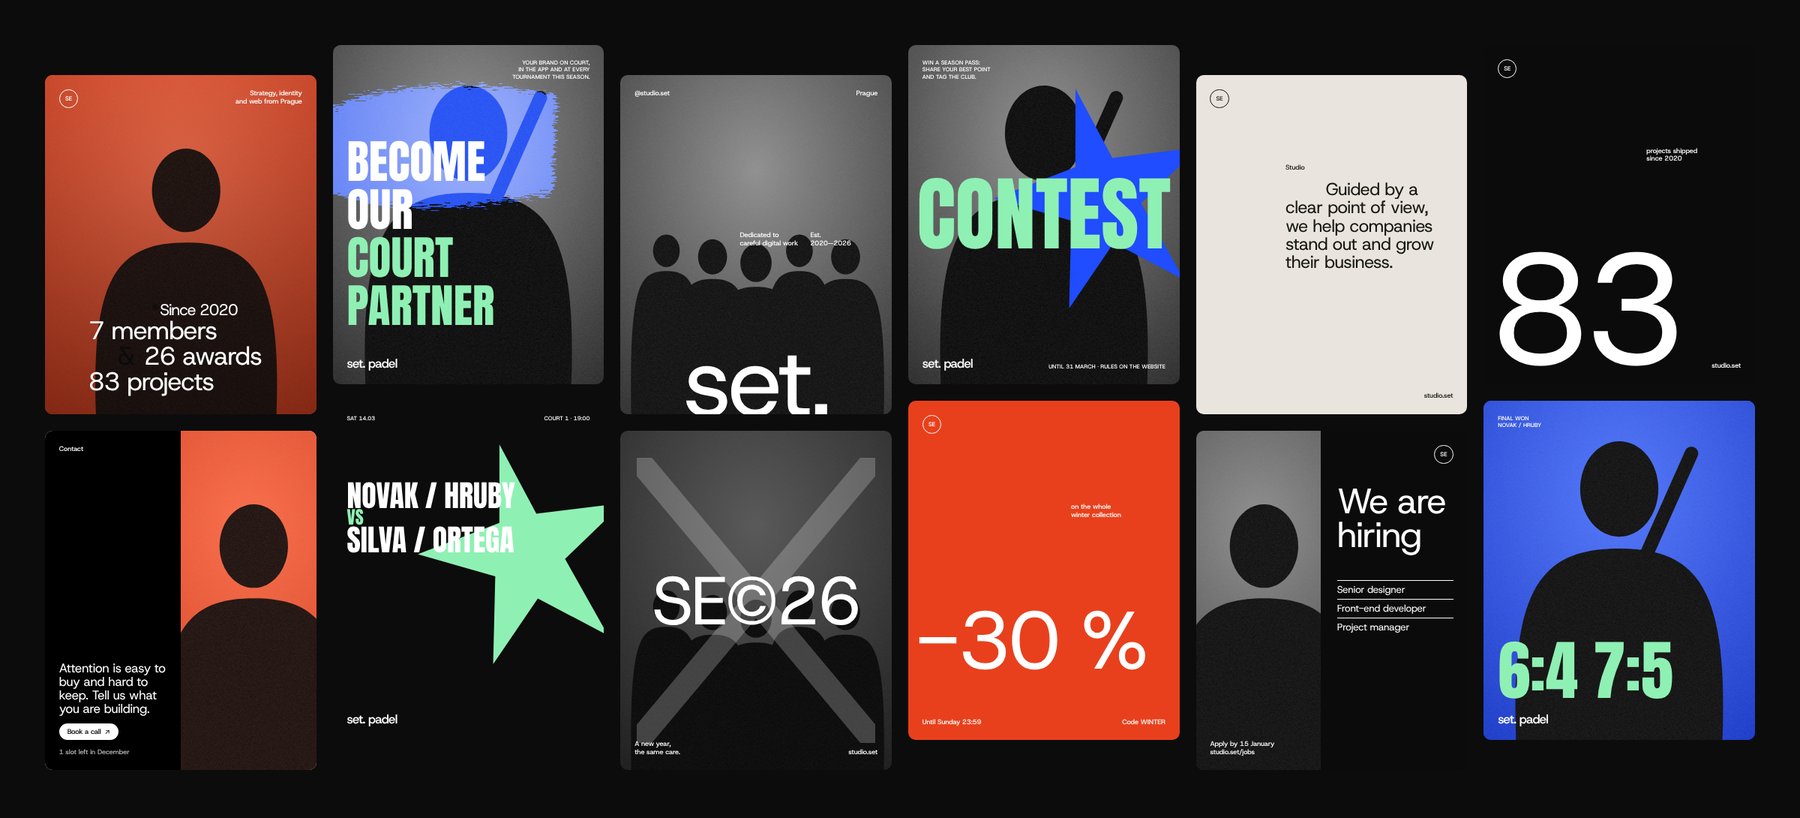 SE
Strategy, identity
and web from Prague
Since 2020
7 members
& 26 awards
83 projects
YOUR BRAND ON COURT,
IN THE APP AND AT EVERY
TOURNAMENT THIS SEASON.
BECOME
OUR
COURT
PARTNER
set. padel
@studio.set
Prague
Dedicated to
careful digital work
Est.
2020—2026
set.
WIN A SEASON PASS:
SHARE YOUR BEST POINT
AND TAG THE CLUB.
CONTEST
set. padel
UNTIL 31 MARCH · RULES ON THE WEBSITE
SE
Studio
Guided by a
clear point of view,
we help companies
stand out and grow
their business.
studio.set
SE
projects shipped
since 2020
83
studio.set
Contact
Attention is easy to
buy and hard to
keep. Tell us what
you are building.
Book a call ↗
1 slot left in December
SAT 14.03
COURT 1 · 19:00
NOVAK / HRUBY
VS
SILVA / ORTEGA
set. padel
SE©26
A new year,
the same care.
studio.set
SE
on the whole
winter collection
−30 %
Until Sunday 23:59
Code WINTER
SE
We are
hiring
Senior designer
Front-end developer
Project manager
Apply by 15 January
studio.set/jobs
FINAL WON
NOVAK / HRUBY
6:4 7:5
set. padel